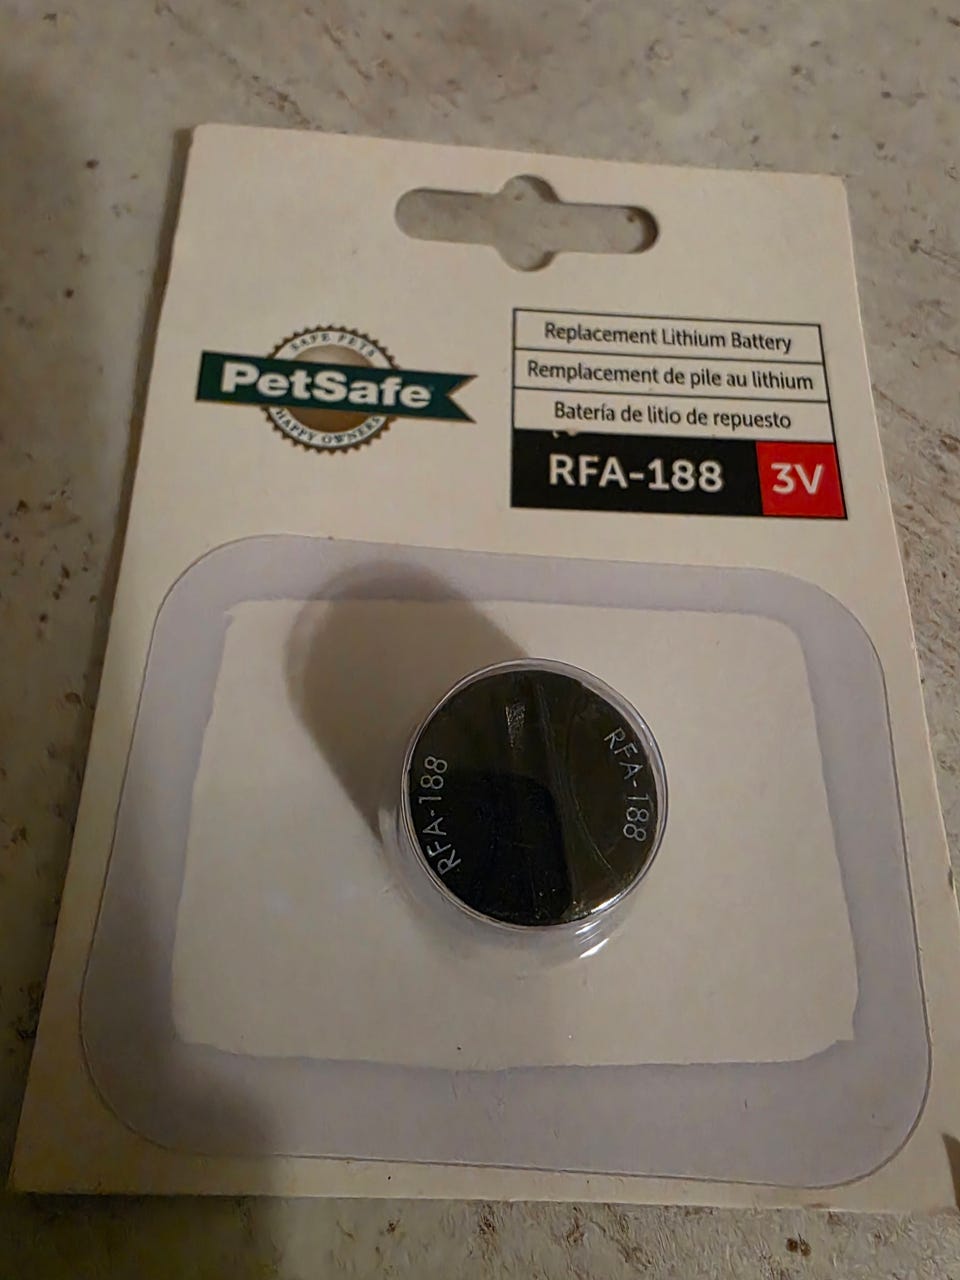 SAFE PETS
PetSafe
HAPPY OWNERS
Replacement Lithium Battery
Remplacement de pile au lithium
Batería de litio de repuesto
RFA-188 3V
RFA-188
RFA-188